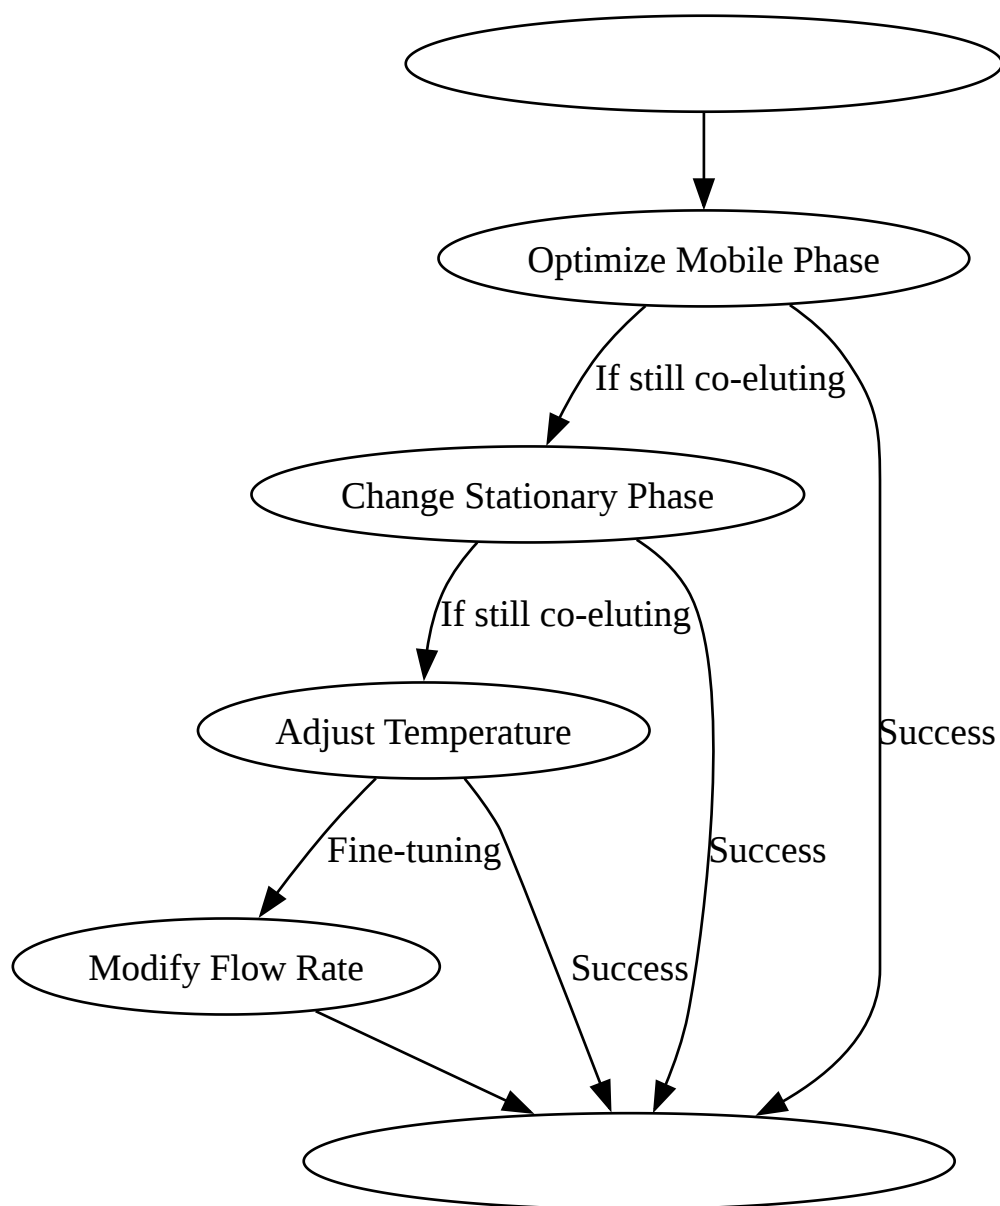 Optimize Mobile Phase
If still co-eluting
Change Stationary Phase
If still co-eluting
Adjust Temperature
Success
Fine-tuning
Success
Modify Flow Rate
Success